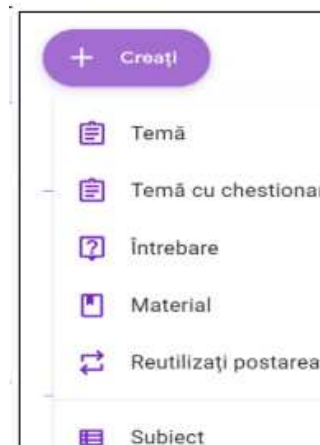 + Creați
Temă
Temă cu chestionar
Întrebare
Material
Reutilizați postarea
Subiect